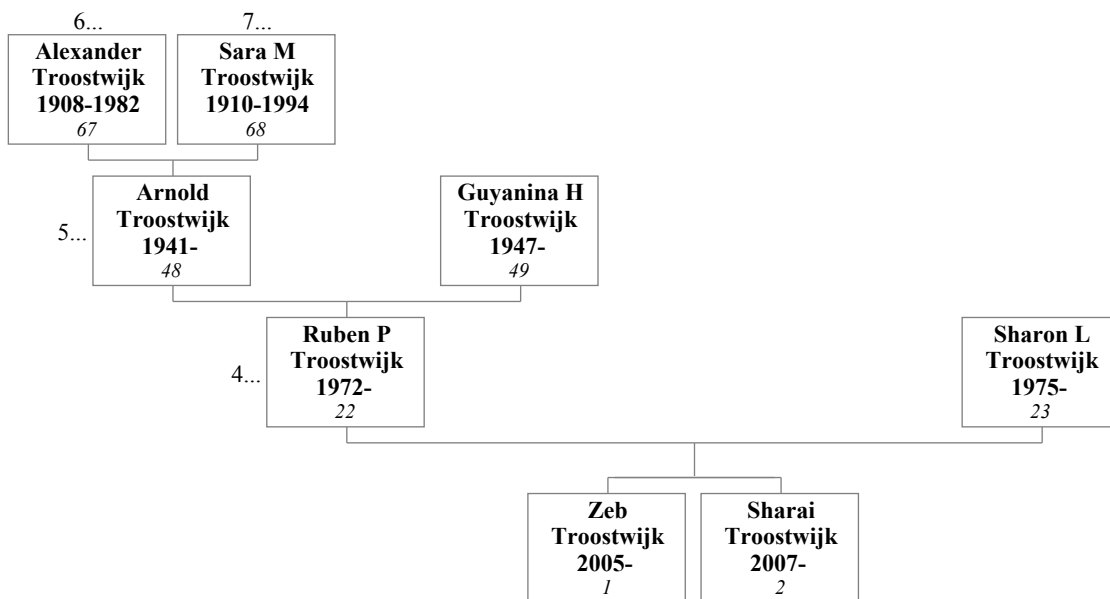 6...
7...
Alexander
Troostwijk
1908-1982
67
Sara M
Troostwijk
1910-1994
68
5...
Arnold
Troostwijk
1941-
48
Guyanina H
Troostwijk
1947-
49
4...
Ruben P
Troostwijk
1972-
22
Sharon L
Troostwijk
1975-
23
Zeb
Troostwijk
2005-
1
Sharai
Troostwijk
2007-
2